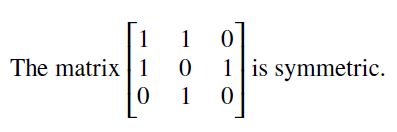 The matrix [1 1 0
1 0 1
0 1 0] is symmetric.